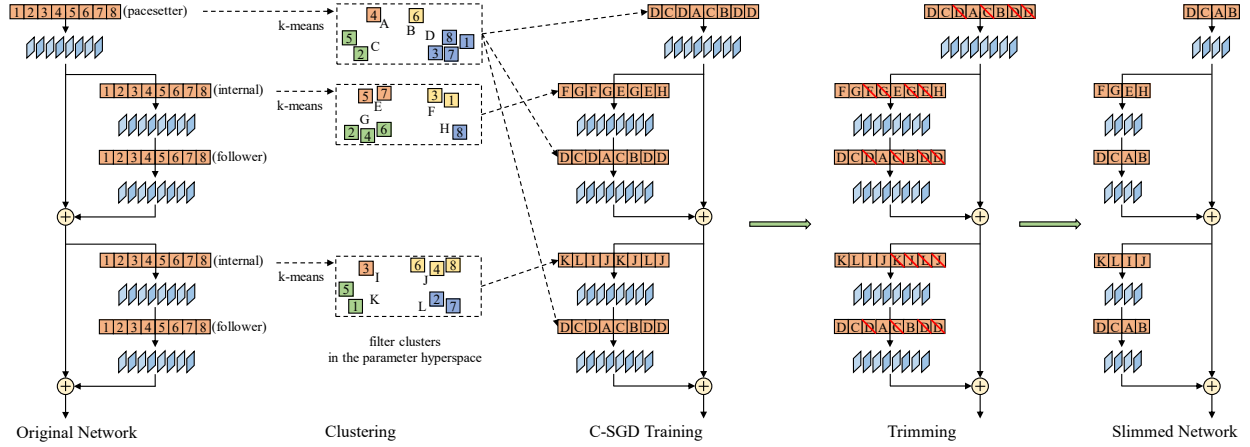 1 2 3 4 5 6 7 8 (pacesetter)
k-means
4
A
6
B
5
2
C
D
8 1
3 7
D C D A C B D D
D C D A C B D D
D C A B
1 2 3 4 5 6 7 8 (internal)
k-means
5 7
E
3 1
F
G
2 4 6
H 8
F G F G E G E H
F G F G E G E H
F G E H
1 2 3 4 5 6 7 8 (follower)
D C D A C B D D
D C D A C B D D
D C A B
1 2 3 4 5 6 7 8 (internal)
k-means
3
I
6 4 8
J
5
1
K
L
2 7
K L I J K J L J
K L I J K J L J
K L I J
1 2 3 4 5 6 7 8 (follower)
D C D A C B D D
D C D A C B D D
D C A B
filter clusters
in the parameter hyperspace
Original Network
Clustering
C-SGD Training
Trimming
Slimmed Network